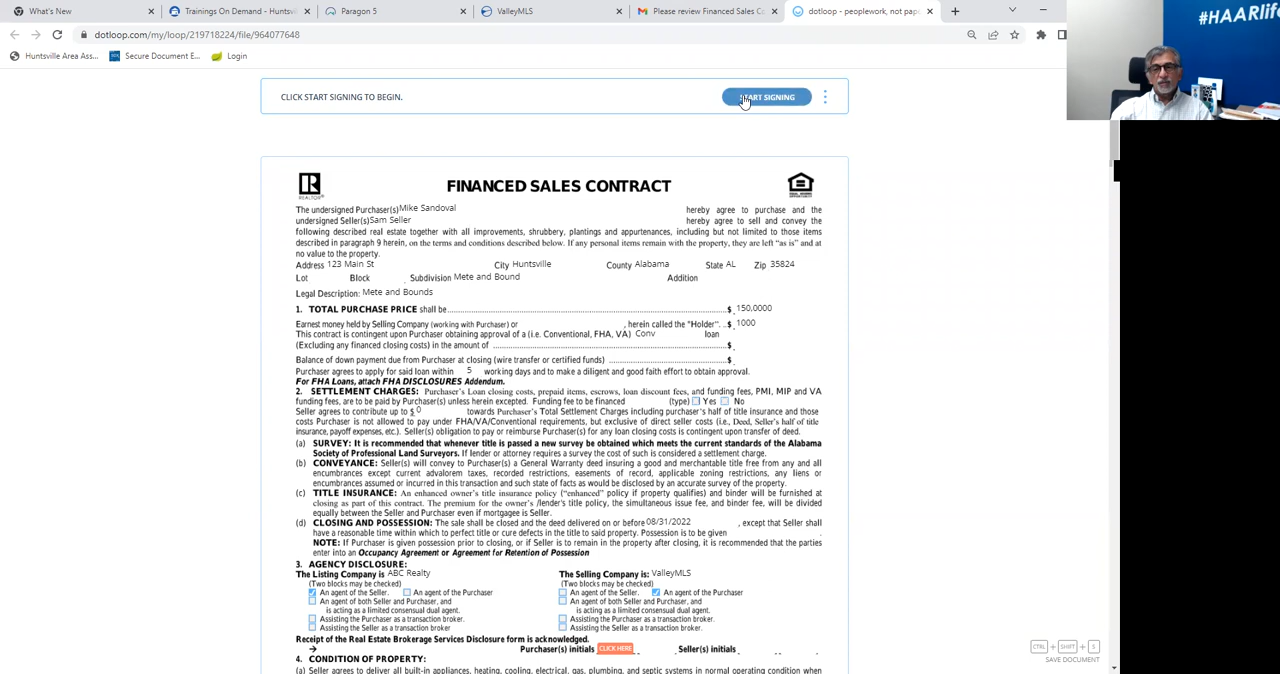 What's New
Trainings On Demand - Huntsvill
Paragon 5
ValleyMLS
Please review Financed Sales Co
dotloop - peoplework, not pap
dotloop.com/my/loop/219718224/file/964077648
Huntsville Area Ass...
Secure Document E...
Login
#HAARlife
CLICK START SIGNING TO BEGIN.
START SIGNING
FINANCED SALES CONTRACT
REALTOR®
The undersigned Purchaser(s) Mike Sandoval hereby agree to purchase and the
undersigned Seller(s) Sam Seller hereby agree to sell and convey the
following described real estate together with all improvements, shrubbery, plantings and appurtenances, including but not limited to those items
described in paragraph 9 herein, on the terms and conditions described below. If any personal items remain with the property, they are left "as is" and at
no value to the property.
Address 123 Main St City Huntsville County Alabama State AL Zip 35824
Lot Block Subdivision Mete and Bound Addition
Legal Description: Mete and Bounds
1. TOTAL PURCHASE PRICE shall be $ 150,0000
Earnest money held by Selling Company (working with Purchaser) or , herein called the "Holder". $ 1000
This contract is contingent upon Purchaser obtaining approval of a (i.e. Conventional, FHA, VA) Conv loan
(Excluding any financed closing costs) in the amount of $
Balance of down payment due from Purchaser at closing (wire transfer or certified funds) $
Purchaser agrees to apply for said loan within 5 working days and to make a diligent and good faith effort to obtain approval.
For FHA Loans, attach FHA DISCLOSURES Addendum.
2. SETTLEMENT CHARGES: Purchaser's Loan closing costs, prepaid items, escrows, loan discount fees, and funding fees, PMI, MIP and VA
funding fees, are to be paid by Purchaser(s) unless herein excepted. Funding fee to be financed (type) Yes No
Seller agrees to contribute up to $ 0 towards Purchaser's Total Settlement Charges including purchaser's half of title insurance and those
costs Purchaser is not allowed to pay under FHA/VA/Conventional requirements, but exclusive of direct seller costs (i.e., Deed, Seller's half of title
insurance, payoff expenses, etc.). Seller(s) obligation to pay or reimburse Purchaser(s) for any loan closing costs is contingent upon transfer of deed.
(a) SURVEY: It is recommended that whenever title is passed a new survey be obtained which meets the current standards of the Alabama
Society of Professional Land Surveyors. If lender or attorney requires a survey the cost of such is considered a settlement charge.
(b) CONVEYANCE: Seller(s) will convey to Purchaser(s) a General Warranty deed insuring a good and merchantable title free from any and all
encumbrances except current advalorem taxes, recorded restrictions, easements of record, applicable zoning restrictions, any liens or
encumbrances assumed or incurred in this transaction and such state of facts as would be disclosed by an accurate survey of the property.
(c) TITLE INSURANCE: An enhanced owner's title insurance policy ("enhanced" policy if property qualifies) and binder will be furnished at
closing as part of this contract. The premium for the owner's /lender's title policy, the simultaneous issue fee, and binder fee, will be divided
equally between the Seller and Purchaser even if mortgagee is Seller.
(d) CLOSING AND POSSESSION: The sale shall be closed and the deed delivered on or before 08/31/2022 , except that Seller shall
have a reasonable time within which to perfect title or cure defects in the title to said property. Possession is to be given .
NOTE: If Purchaser is given possession prior to closing, or if Seller is to remain in the property after closing, it is recommended that the parties
enter into an Occupancy Agreement or Agreement for Retention of Possession
3. AGENCY DISCLOSURE:
The Listing Company is ABC Realty The Selling Company is: ValleyMLS
(Two blocks may be checked) (Two blocks may be checked)
An agent of the Seller. An agent of the Purchaser An agent of the Seller. An agent of the Purchaser
An agent of both Seller and Purchaser, and An agent of both Seller and Purchaser, and
is acting as a limited consensual dual agent. is acting as a limited consensual dual agent.
Assisting the Purchaser as a transaction broker. Assisting the Purchaser as a transaction broker.
Assisting the Seller as a transaction broker Assisting the Seller as a transaction broker.
Receipt of the Real Estate Brokerage Services Disclosure form is acknowledged.
Purchaser(s) initials CLICK HERE Seller(s) initials
4. CONDITION OF PROPERTY:
(a) Seller agrees to deliver all built-in appliances, heating, cooling, electrical, gas, plumbing, and septic systems in normal operating condition when
CTRL + SHIFT + S
SAVE DOCUMENT